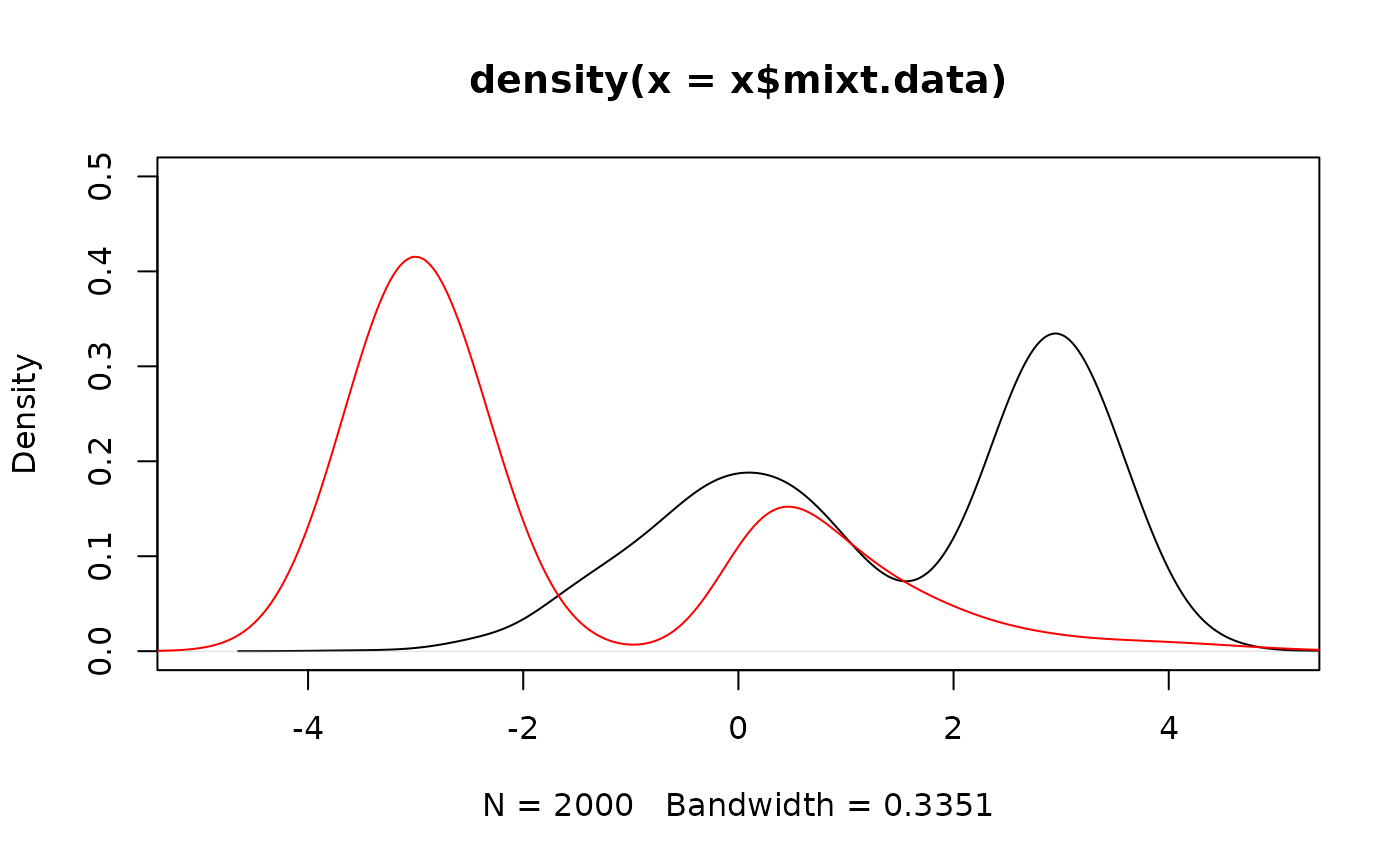 density(x = x$mixt.data)
Density
0.5
0.4
0.3
0.2
0.1
0.0
-4 -2 0 2 4
N = 2000 Bandwidth = 0.3351